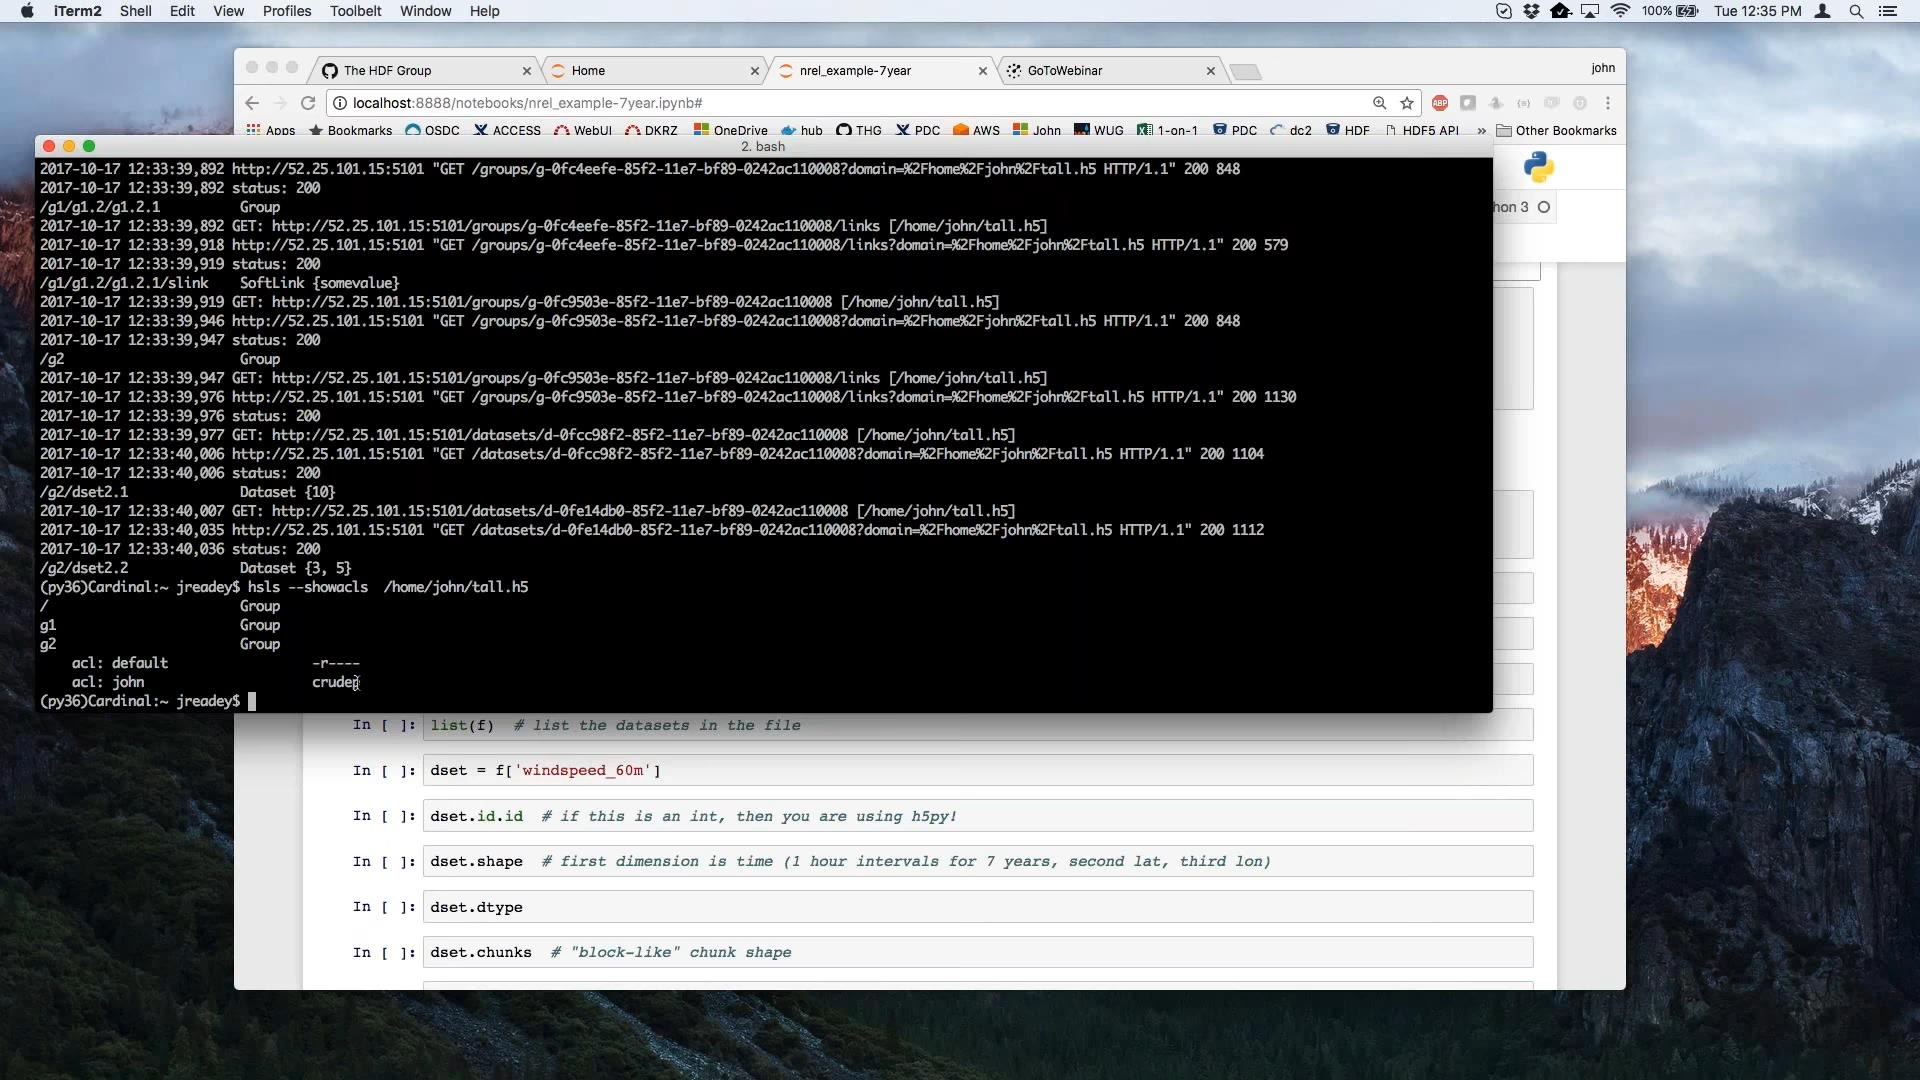 iTerm2 Shell Edit View Profiles Toolbelt Window Help 100% Tue 12:35 PM
The HDF Group Home nrel_example-7year GoToWebinar john
localhost:8888/notebooks/nrel_example-7year.ipynb# ABP
Apps Bookmarks OSDC ACCESS WebUI DKRZ OneDrive hub THG PDC AWS John WUG 1-on-1 PDC dc2 HDF HDF5 API » Other Bookmarks
2. bash
2017-10-17 12:33:39,892 http://52.25.101.15:5101 "GET /groups/g-0fc4eefe-85f2-11e7-bf89-0242ac110008?domain=%2Fhome%2Fjohn%2Ftall.h5 HTTP/1.1" 200 848
2017-10-17 12:33:39,892 status: 200
/g1/g1.2/g1.2.1 Group
hon 3
2017-10-17 12:33:39,892 GET: http://52.25.101.15:5101/groups/g-0fc4eefe-85f2-11e7-bf89-0242ac110008/links [/home/john/tall.h5]
2017-10-17 12:33:39,918 http://52.25.101.15:5101 "GET /groups/g-0fc4eefe-85f2-11e7-bf89-0242ac110008/links?domain=%2Fhome%2Fjohn%2Ftall.h5 HTTP/1.1" 200 579
2017-10-17 12:33:39,919 status: 200
/g1/g1.2/g1.2.1/slink SoftLink {somevalue}
2017-10-17 12:33:39,919 GET: http://52.25.101.15:5101/groups/g-0fc9503e-85f2-11e7-bf89-0242ac110008 [/home/john/tall.h5]
2017-10-17 12:33:39,946 http://52.25.101.15:5101 "GET /groups/g-0fc9503e-85f2-11e7-bf89-0242ac110008?domain=%2Fhome%2Fjohn%2Ftall.h5 HTTP/1.1" 200 848
2017-10-17 12:33:39,947 status: 200
/g2 Group
2017-10-17 12:33:39,947 GET: http://52.25.101.15:5101/groups/g-0fc9503e-85f2-11e7-bf89-0242ac110008/links [/home/john/tall.h5]
2017-10-17 12:33:39,976 http://52.25.101.15:5101 "GET /groups/g-0fc9503e-85f2-11e7-bf89-0242ac110008/links?domain=%2Fhome%2Fjohn%2Ftall.h5 HTTP/1.1" 200 1130
2017-10-17 12:33:39,976 status: 200
2017-10-17 12:33:39,977 GET: http://52.25.101.15:5101/datasets/d-0fcc98f2-85f2-11e7-bf89-0242ac110008 [/home/john/tall.h5]
2017-10-17 12:33:40,006 http://52.25.101.15:5101 "GET /datasets/d-0fcc98f2-85f2-11e7-bf89-0242ac110008?domain=%2Fhome%2Fjohn%2Ftall.h5 HTTP/1.1" 200 1104
2017-10-17 12:33:40,006 status: 200
/g2/dset2.1 Dataset {10}
2017-10-17 12:33:40,007 GET: http://52.25.101.15:5101/datasets/d-0fe14db0-85f2-11e7-bf89-0242ac110008 [/home/john/tall.h5]
2017-10-17 12:33:40,035 http://52.25.101.15:5101 "GET /datasets/d-0fe14db0-85f2-11e7-bf89-0242ac110008?domain=%2Fhome%2Fjohn%2Ftall.h5 HTTP/1.1" 200 1112
2017-10-17 12:33:40,036 status: 200
/g2/dset2.2 Dataset {3, 5}
(py36)Cardinal:~ jreadey$ hsls --showacls /home/john/tall.h5
/ Group
g1 Group
g2 Group
acl: default -r----
acl: john crudep
(py36)Cardinal:~ jreadey$
In [ ]: list(f) # list the datasets in the file
In [ ]: dset = f['windspeed_60m']
In [ ]: dset.id.id # if this is an int, then you are using h5py!
In [ ]: dset.shape # first dimension is time (1 hour intervals for 7 years, second lat, third lon)
In [ ]: dset.dtype
In [ ]: dset.chunks # "block-like" chunk shape